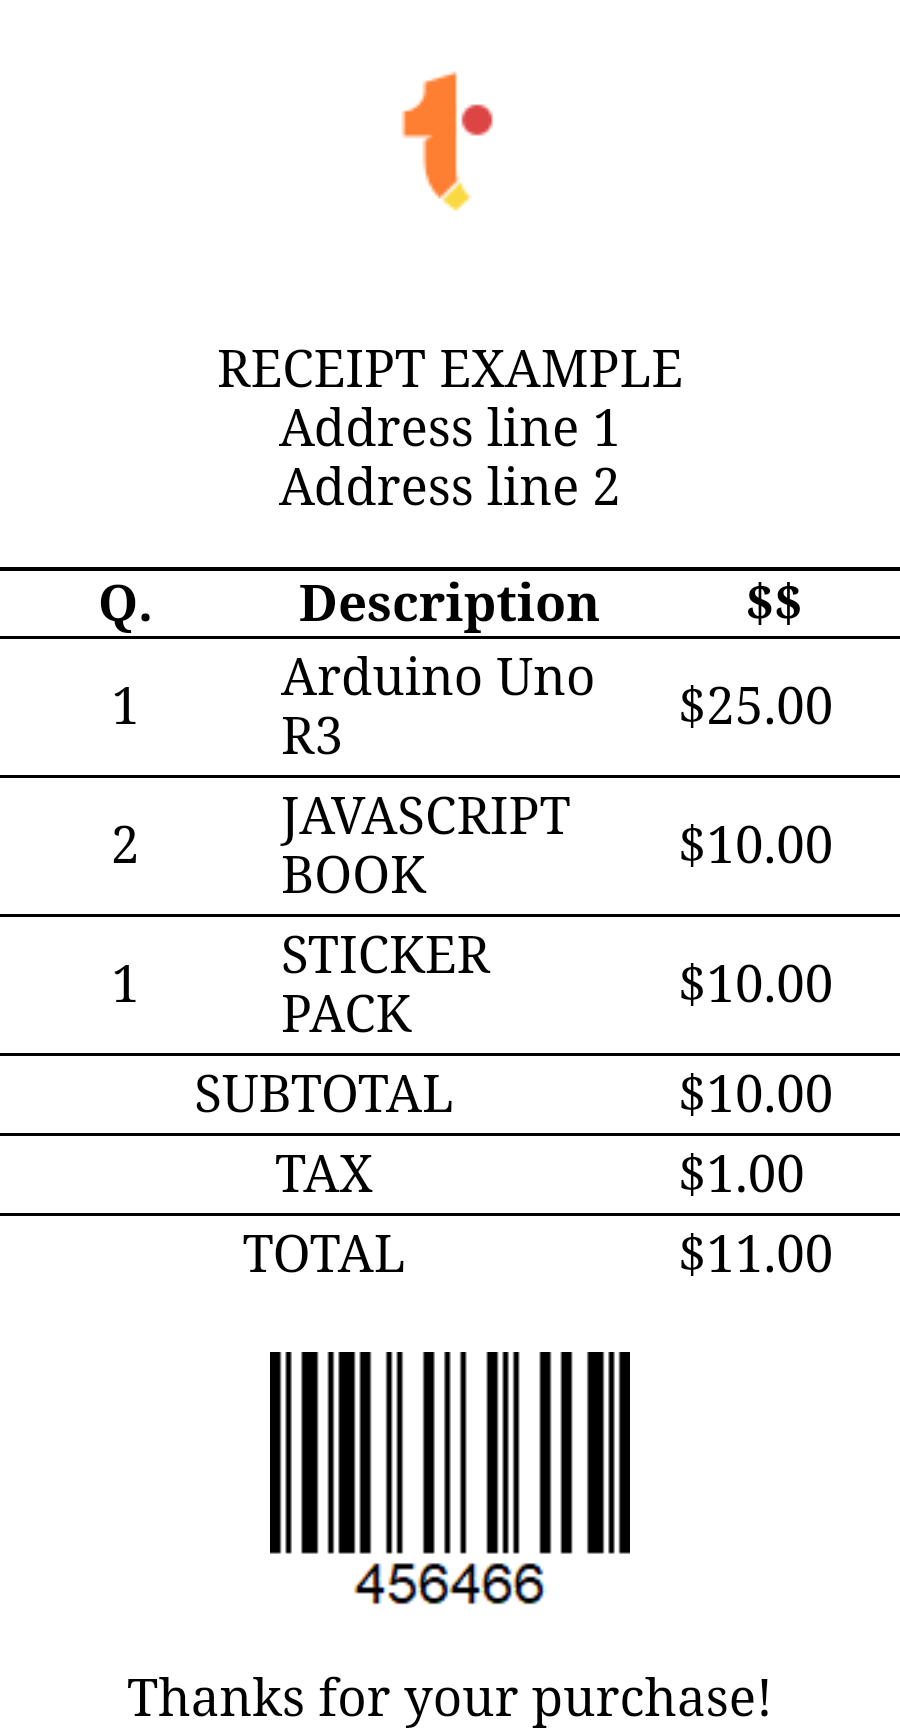 RECEIPT EXAMPLE
Address line 1
Address line 2
Q. Description $$
1 Arduino Uno R3 $25.00
2 JAVASCRIPT BOOK $10.00
1 STICKER PACK $10.00
SUBTOTAL $10.00
TAX $1.00
TOTAL $11.00
456466
Thanks for your purchase!